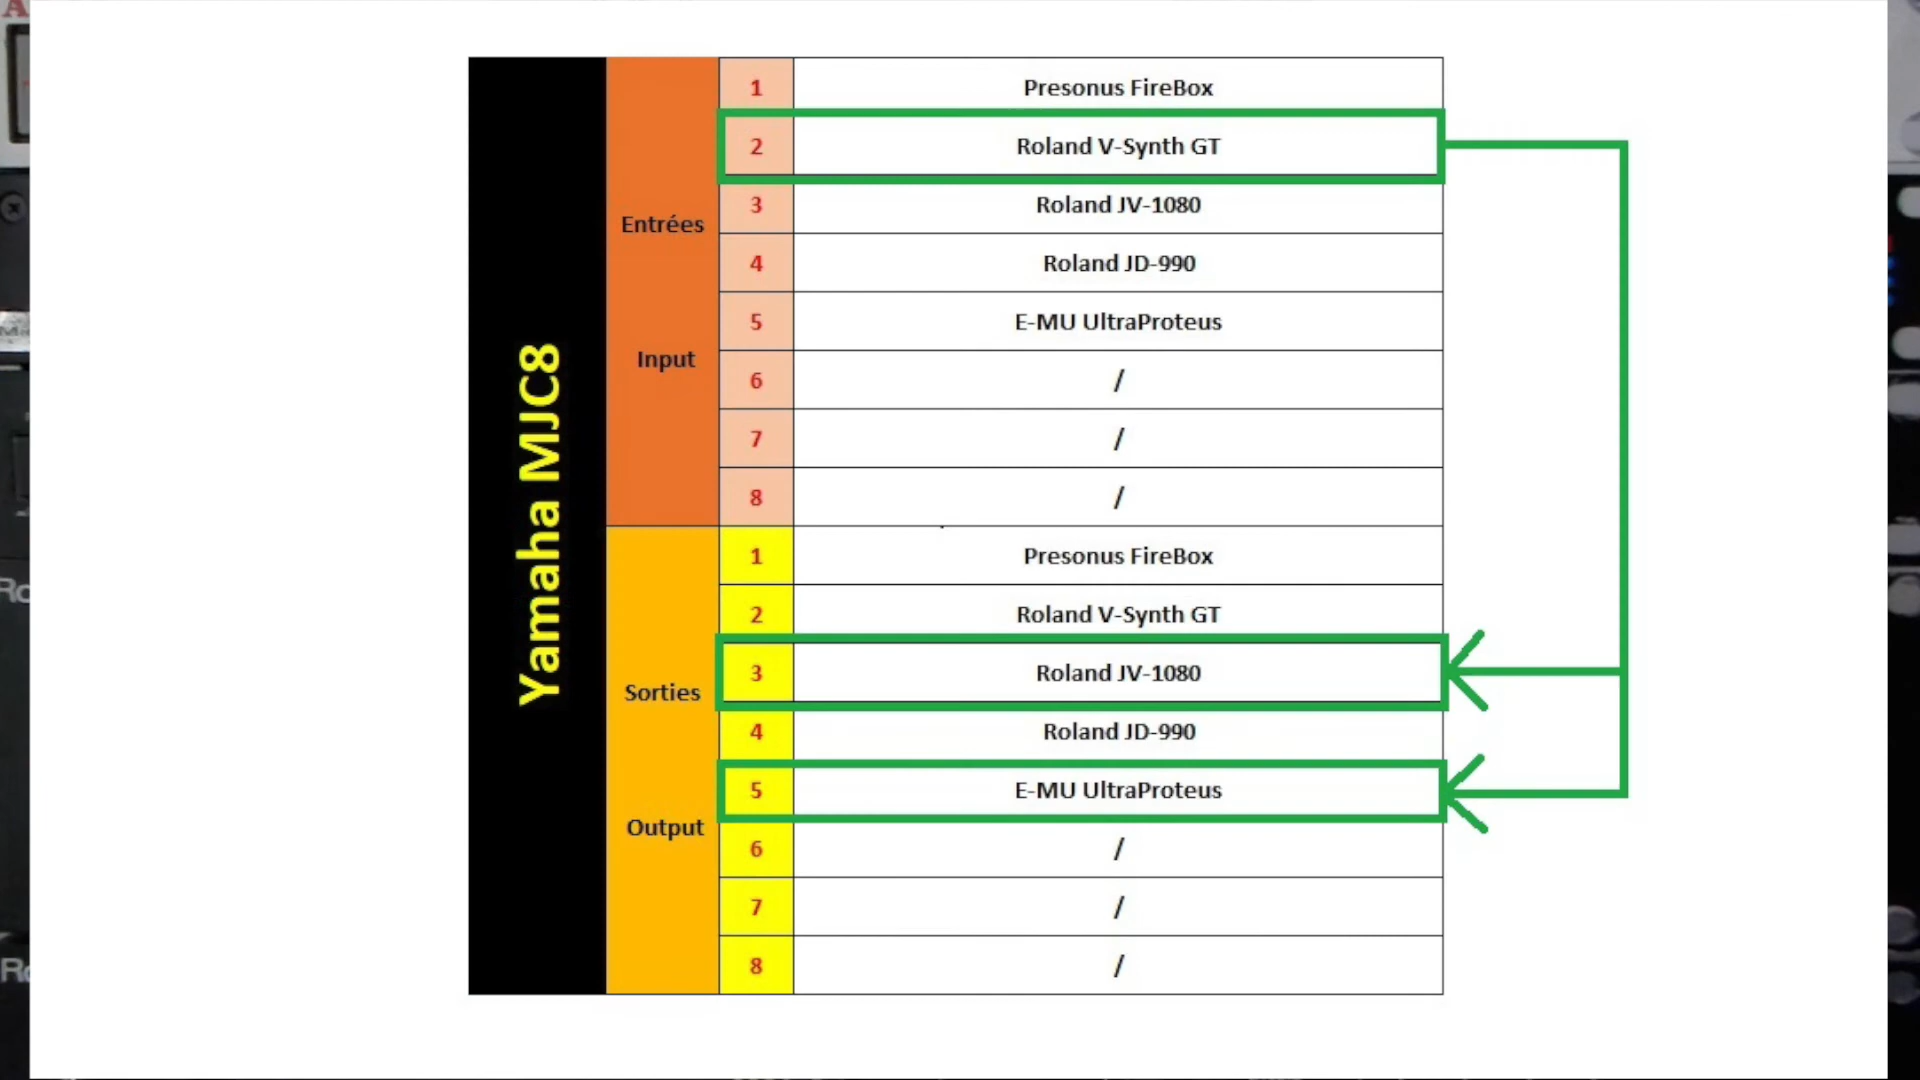 Yamaha MJC8
Entrées
Input
1 Presonus FireBox
2 Roland V-Synth GT
3 Roland JV-1080
4 Roland JD-990
5 E-MU UltraProteus
6 /
7 /
8 /
Sorties
Output
1 Presonus FireBox
2 Roland V-Synth GT
3 Roland JV-1080
4 Roland JD-990
5 E-MU UltraProteus
6 /
7 /
8 /